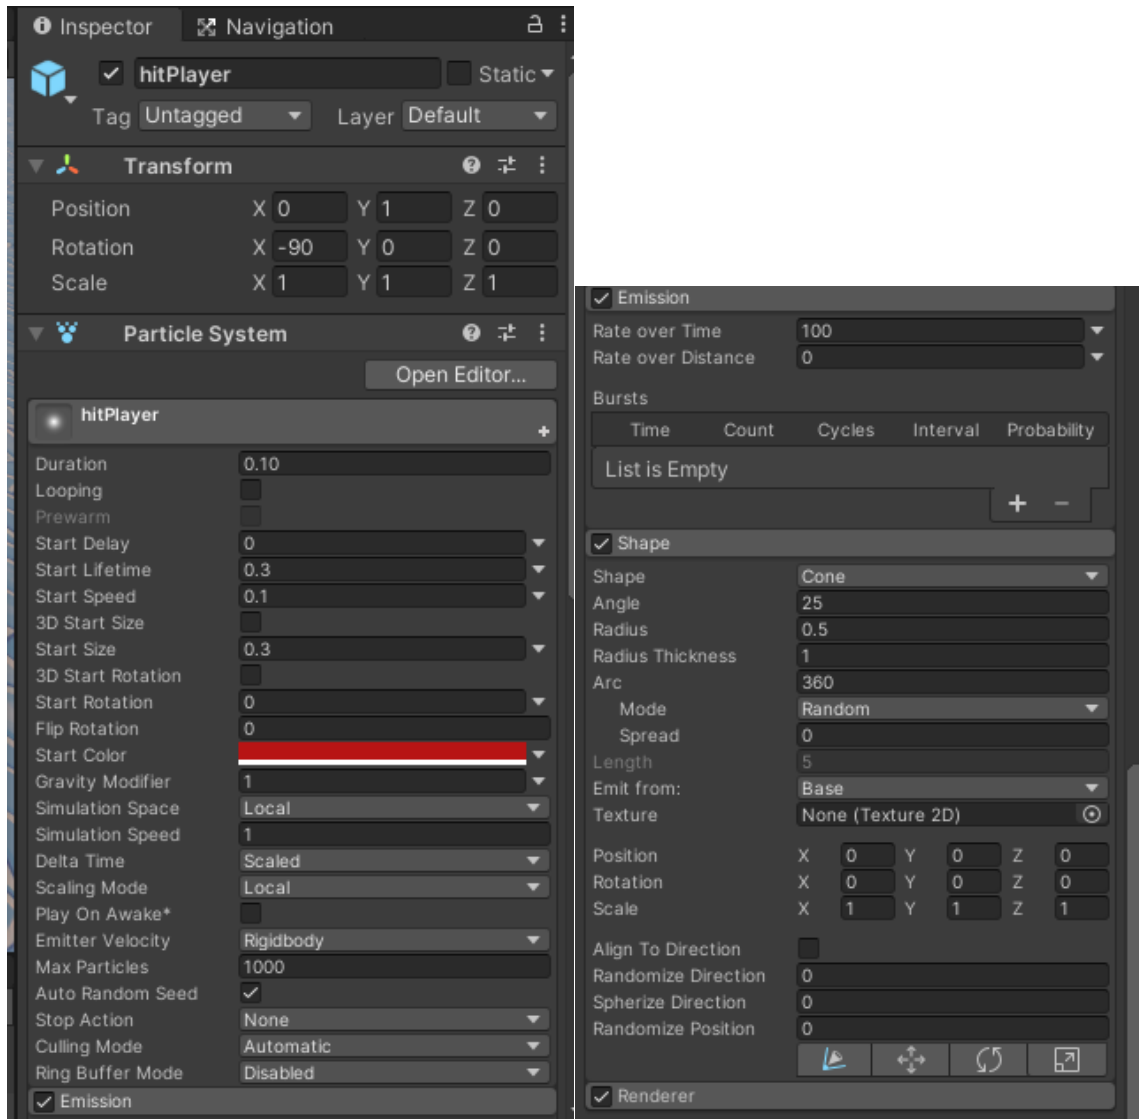 Inspector Navigation
hitPlayer Static
Tag Untagged Layer Default
Transform
Position X 0 Y 1 Z 0
Rotation X -90 Y 0 Z 0
Scale X 1 Y 1 Z 1
Particle System
Open Editor...
hitPlayer
Duration 0.10
Looping
Prewarm
Start Delay 0
Start Lifetime 0.3
Start Speed 0.1
3D Start Size
Start Size 0.3
3D Start Rotation
Start Rotation 0
Flip Rotation 0
Start Color
Gravity Modifier 1
Simulation Space Local
Simulation Speed 1
Delta Time Scaled
Scaling Mode Local
Play On Awake*
Emitter Velocity Rigidbody
Max Particles 1000
Auto Random Seed
Stop Action None
Culling Mode Automatic
Ring Buffer Mode Disabled
Emission
Emission
Rate over Time 100
Rate over Distance 0
Bursts
Time Count Cycles Interval Probability
List is Empty
+ −
Shape
Shape Cone
Angle 25
Radius 0.5
Radius Thickness 1
Arc 360
Mode Random
Spread 0
Length 5
Emit from: Base
Texture None (Texture 2D)
Position X 0 Y 0 Z 0
Rotation X 0 Y 0 Z 0
Scale X 1 Y 1 Z 1
Align To Direction
Randomize Direction 0
Spherize Direction 0
Randomize Position 0
Renderer